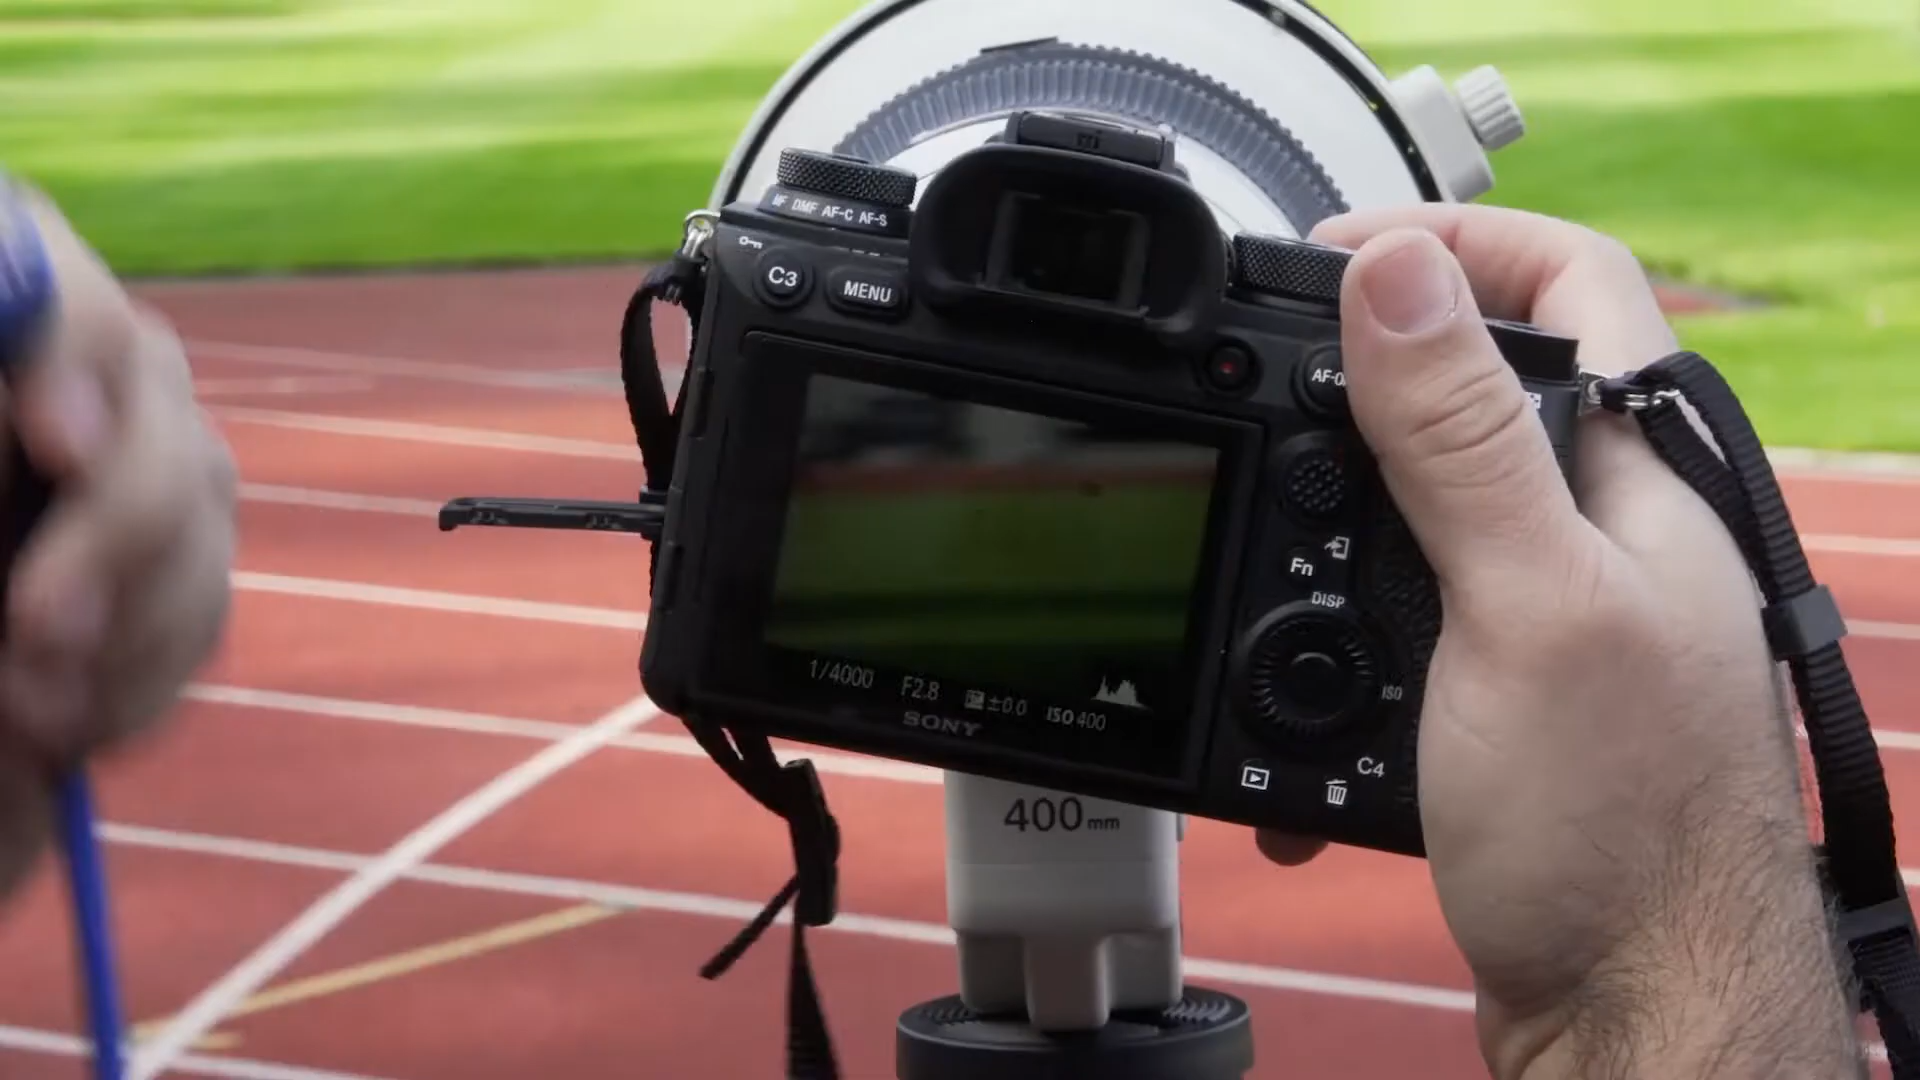 mi
MF DMF AF-C AF-S
C3
MENU
AF-O
Fn
DISP
ISO
1/4000 F2.8 ±0.0 ISO 400
SONY
C4
400mm